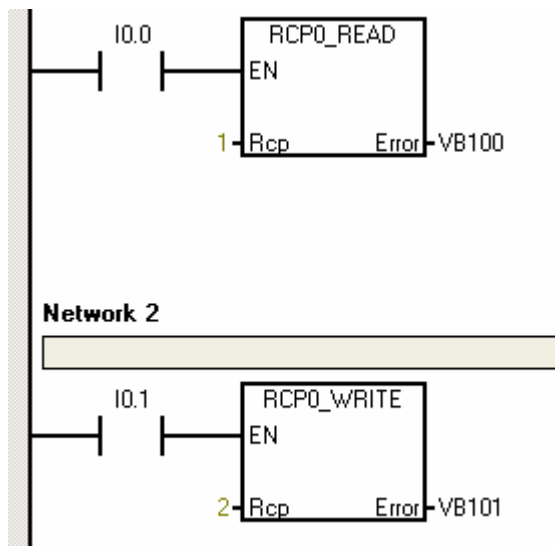 I0.0 RCP0_READ
EN
1 Rcp Error VB100
Network 2
I0.1 RCP0_WRITE
EN
2 Rcp Error VB101